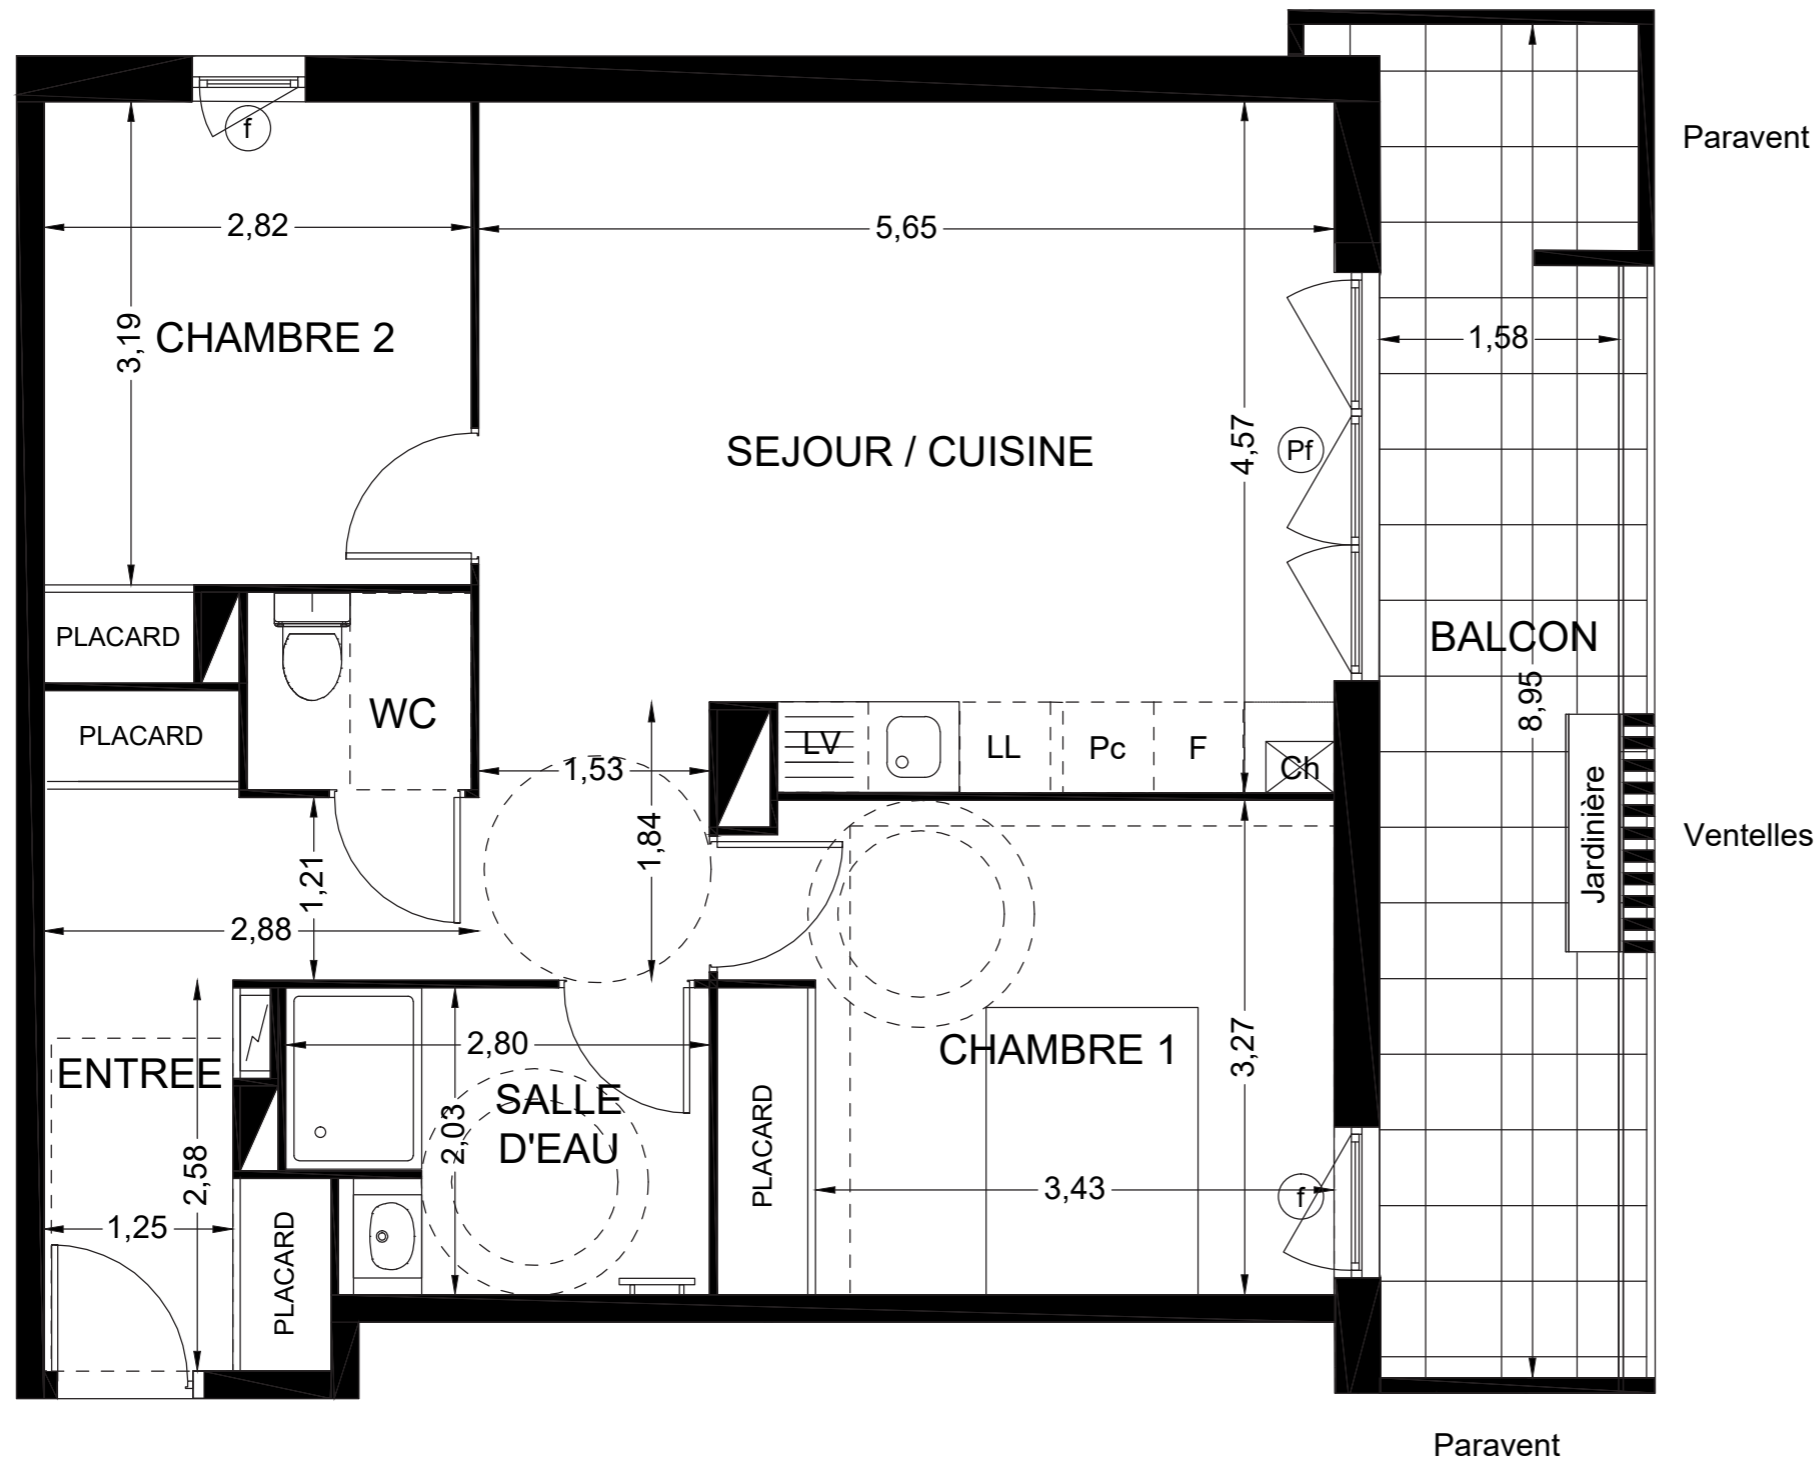 Paravent
f
2,82
5,65
3,19
CHAMBRE 2
1,58
SEJOUR / CUISINE
4,57
Pf
PLACARD
BALCON
8,95
WC
PLACARD
LV
LL
Pc
F
Ch
1,53
Jardinière
Ventelles
1,84
1,21
2,88
2,80
ENTREE
CHAMBRE 1
3,27
SALLE
D'EAU
2,03
PLACARD
2,58
3,43
f
1,25
PLACARD
Paravent